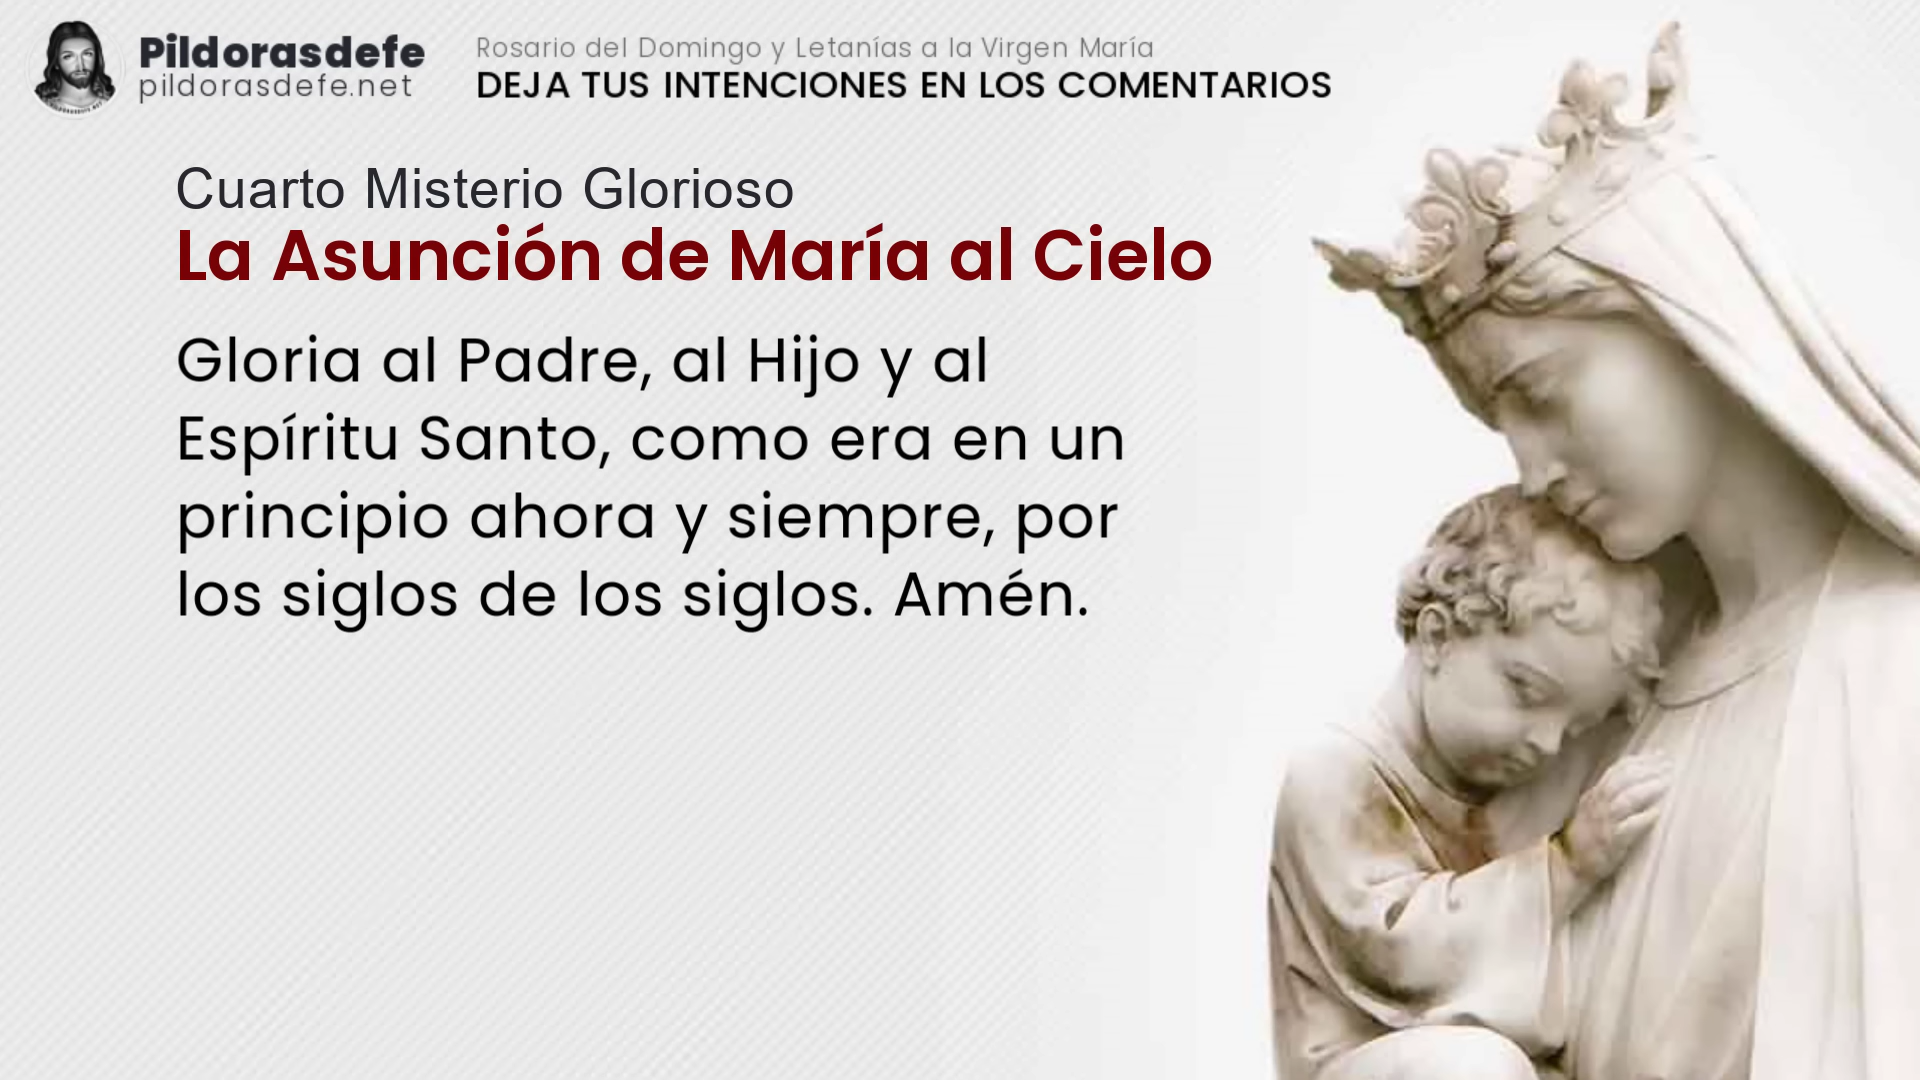 Pildorasdefe
pildorasdefe.net
Rosario del Domingo y Letanías a la Virgen María
DEJA TUS INTENCIONES EN LOS COMENTARIOS
Cuarto Misterio Glorioso
La Asunción de María al Cielo
Gloria al Padre, al Hijo y al
Espíritu Santo, como era en un
principio ahora y siempre, por
los siglos de los siglos. Amén.